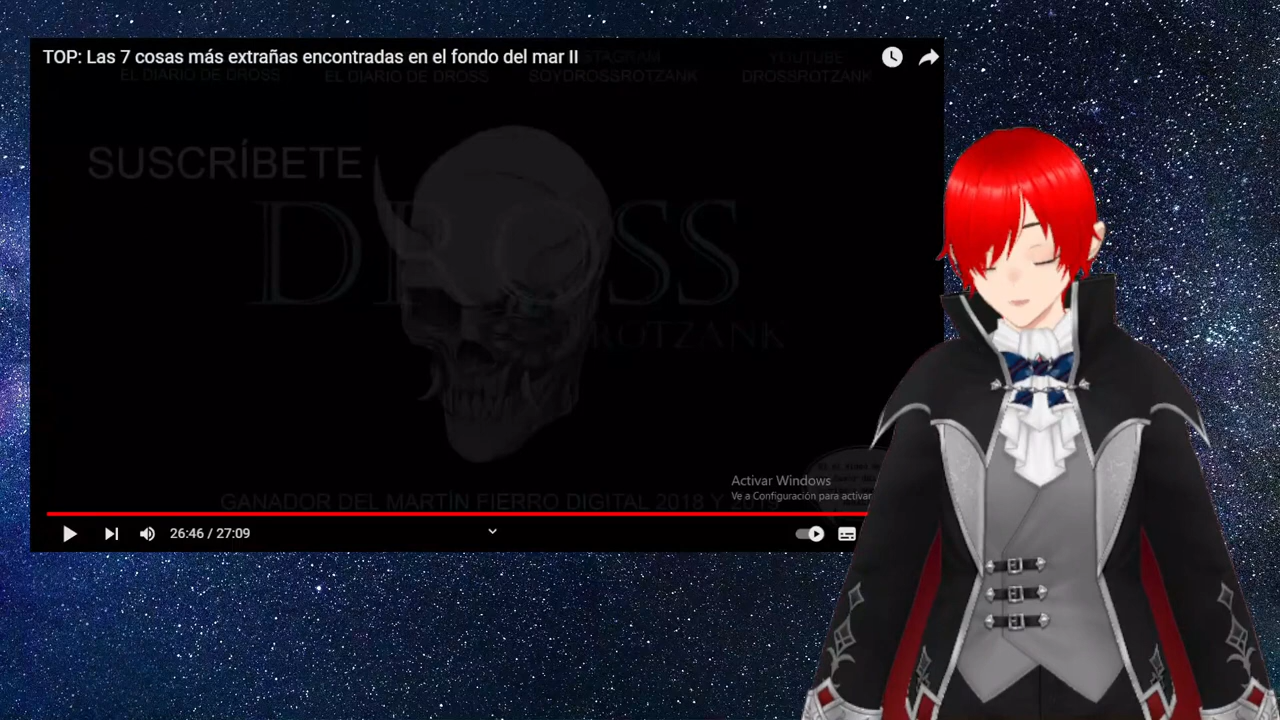 TOP: Las 7 cosas más extrañas encontradas en el fondo del mar II
INSTAGRAM YOUTUBE
EL DIARIO DE DROSS EL DIARIO DE DROSS SOYDROSSROTZANK DROSSROTZANK
SUSCRÍBETE
DROSS
ROTZANK
Activar Windows
Ve a Configuración para activar
GANADOR DEL MARTÍN FIERRO DIGITAL 2018 Y 2019
26:46 / 27:09